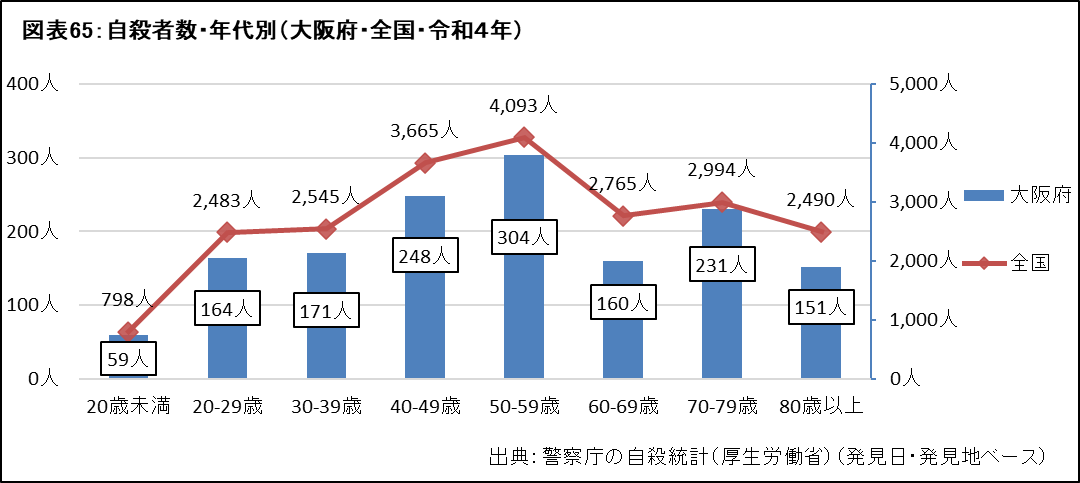 図表65：自殺者数・年代別（大阪府・全国・令和４年）
400人
300人
200人
100人
0人
5,000人
4,000人
3,000人
2,000人
1,000人
0人
798人
2,483人
2,545人
3,665人
4,093人
2,765人
2,994人
2,490人
59人
164人
171人
248人
304人
160人
231人
151人
20歳未満 20-29歳 30-39歳 40-49歳 50-59歳 60-69歳 70-79歳 80歳以上
大阪府
全国
出典：警察庁の自殺統計（厚生労働省）（発見日・発見地ベース）